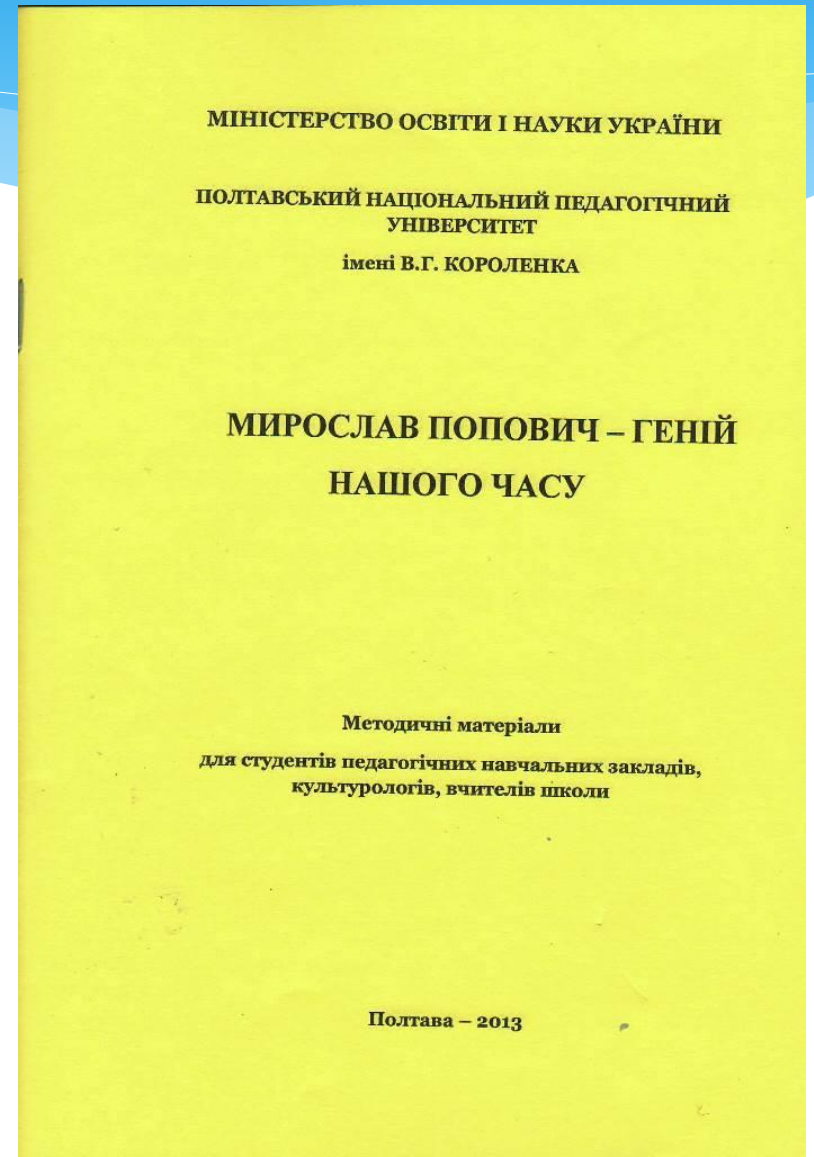 МІНІСТЕРСТВО ОСВІТИ І НАУКИ УКРАЇНИ
ПОЛТАВСЬКИЙ НАЦІОНАЛЬНИЙ ПЕДАГОГІЧНИЙ
УНІВЕРСИТЕТ
імені В.Г. КОРОЛЕНКА
МИРОСЛАВ ПОПОВИЧ – ГЕНІЙ
НАШОГО ЧАСУ
Методичні матеріали
для студентів педагогічних навчальних закладів,
культурологів, вчителів школи
Полтава – 2013